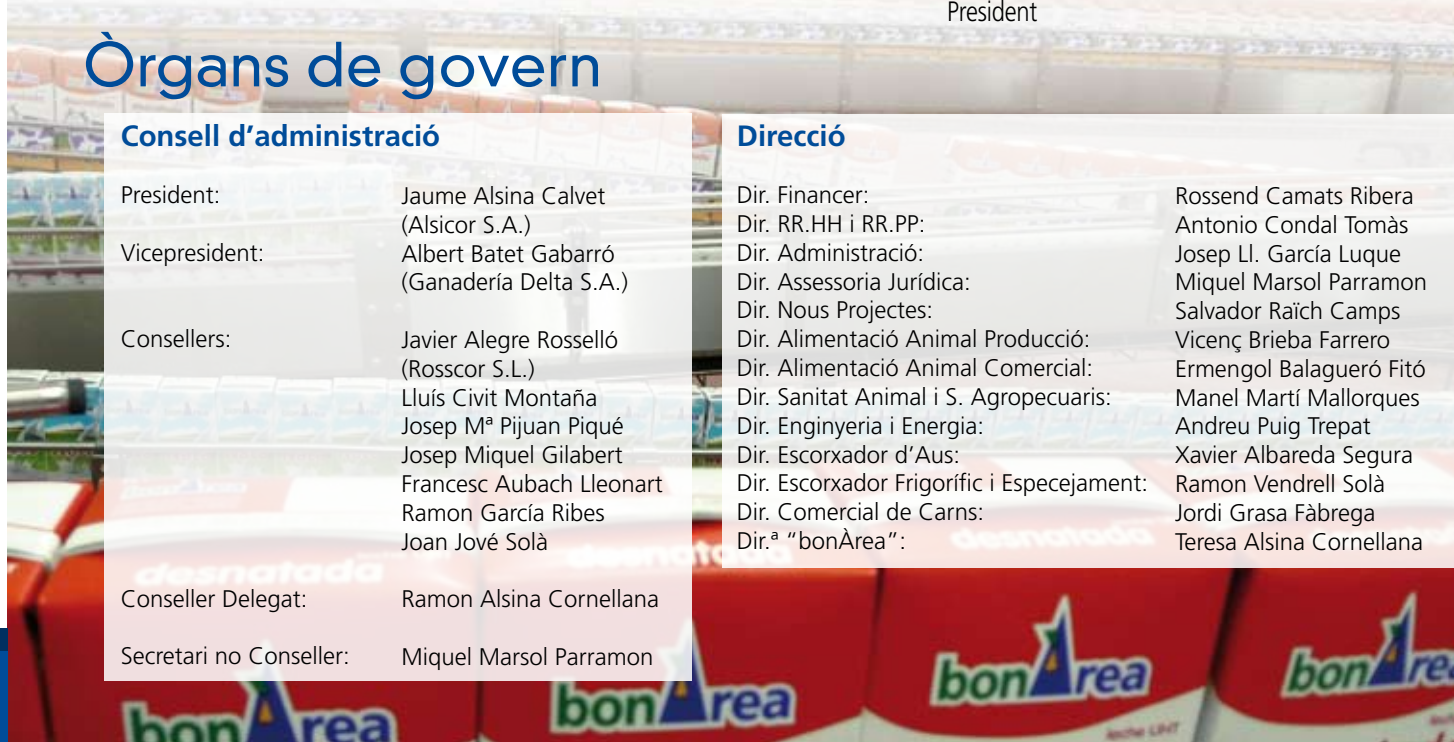 President
Òrgans de govern
Consell d’administració
President: Jaume Alsina Calvet
(Alsicor S.A.)
Vicepresident: Albert Batet Gabarró
(Ganadería Delta S.A.)
Consellers: Javier Alegre Rosselló
(Rosscor S.L.)
Lluís Civit Montaña
Josep Mª Pijuan Piqué
Josep Miquel Gilabert
Francesc Aubach Lleonart
Ramon García Ribes
Joan Jové Solà
Conseller Delegat: Ramon Alsina Cornellana
Secretari no Conseller: Miquel Marsol Parramon
Direcció
Dir. Financer: Rossend Camats Ribera
Dir. RR.HH i RR.PP: Antonio Condal Tomàs
Dir. Administració: Josep Ll. García Luque
Dir. Assessoria Jurídica: Miquel Marsol Parramon
Dir. Nous Projectes: Salvador Raïch Camps
Dir. Alimentació Animal Producció: Vicenç Brieba Farrero
Dir. Alimentació Animal Comercial: Ermengol Balagueró Fitó
Dir. Sanitat Animal i S. Agropecuaris: Manel Martí Mallorques
Dir. Enginyeria i Energia: Andreu Puig Trepat
Dir. Escorxador d’Aus: Xavier Albareda Segura
Dir. Escorxador Frigorífic i Especejament: Ramon Vendrell Solà
Dir. Comercial de Carns: Jordi Grasa Fàbrega
Dir.ª “bonÀrea”: Teresa Alsina Cornellana
desnatada
desnatada
bonÀrea
bonÀrea
bonÀrea
leche UHT
bonÀrea